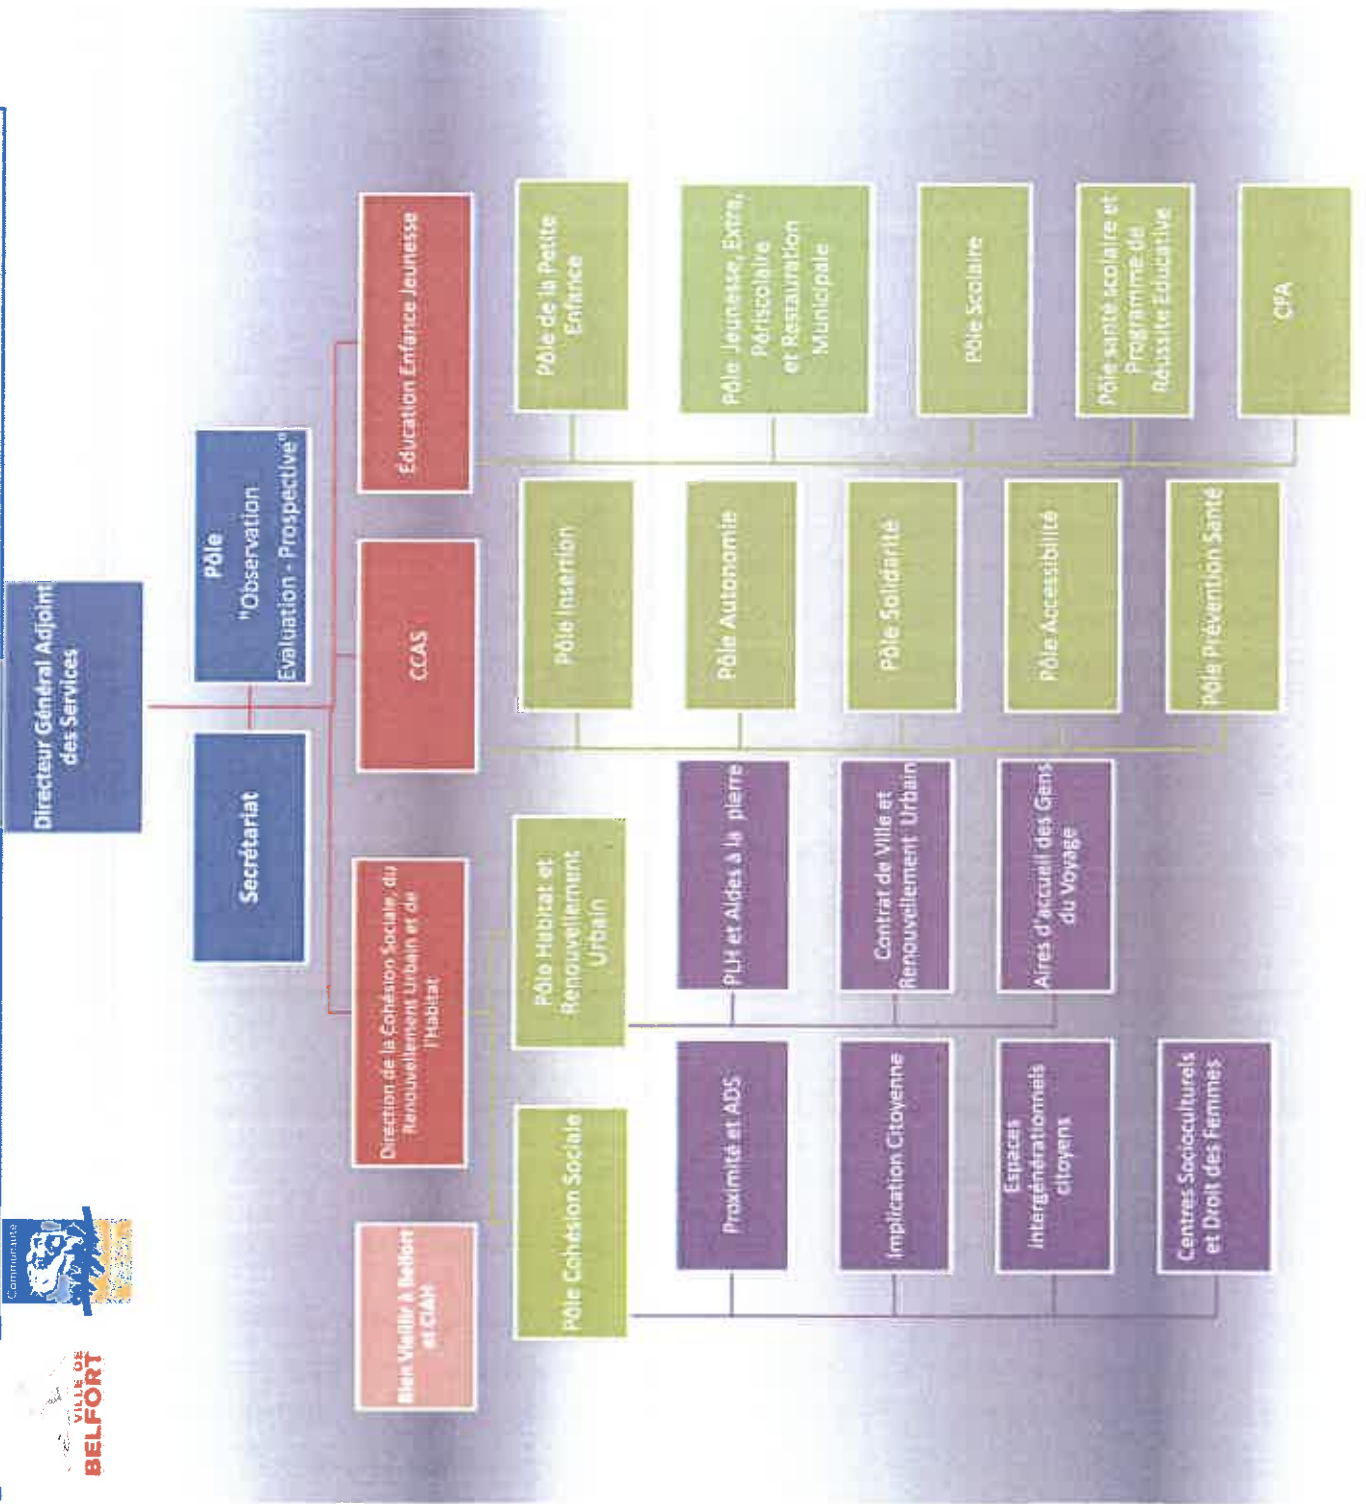 Communauté
VILLE DE
BELFORT
Directeur Général Adjoint
des Services
Secrétariat
Pôle
"Observation
Evaluation - Prospective"
Bien Vieillir à Belfort
et CIAH
Direction de la Cohésion Sociale, du
Renouvellement Urbain et de
l'Habitat
CCAS
Education Enfance Jeunesse
Pôle Cohésion Sociale
Proximité et ADS
Implication Citoyenne
Espaces
intergénérationnels
citoyens
Centres Socioculturels
et Droit des Femmes
Pôle Habitat et
Renouvellement
Urbain
PLH et Aides à la pierre
Contrat de Ville et
Renouvellement Urbain
Aires d'accueil des Gens
du Voyage
Pôle Insertion
Pôle Autonomie
Pôle Solidarité
Pôle Accessibilité
Pôle Prévention Santé
Pôle de la Petite
Enfance
Pôle Jeunesse, Extra,
Périscolaire
et Restauration
Municipale
Pôle Scolaire
Pôle santé scolaire et
Programme de
Réussite Educative
CFA